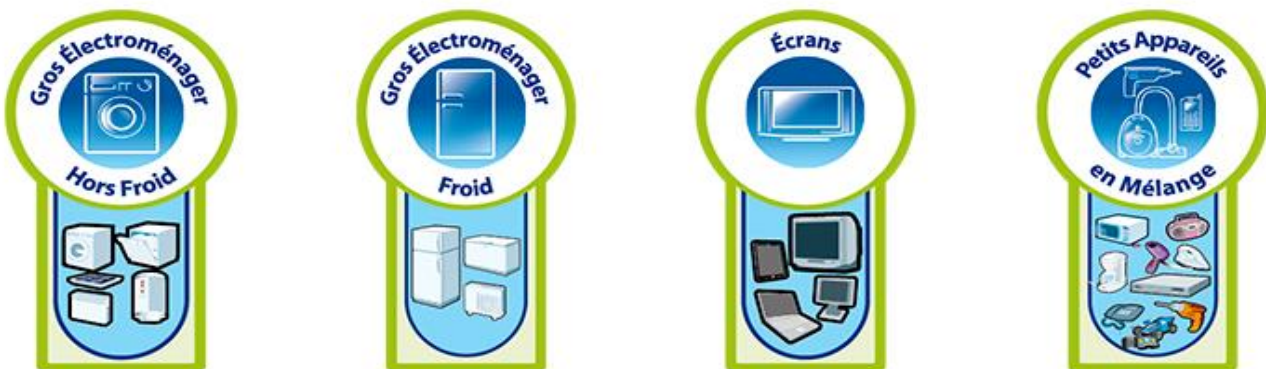 Gros Électroménager
Hors Froid
Gros Électroménager
Froid
Écrans
Petits Appareils
en Mélange